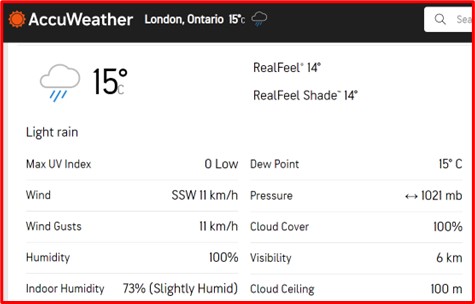 AccuWeather London, Ontario 15°C
15°C
RealFeel® 14°
RealFeel Shade™ 14°
Light rain
Max UV Index 0 Low Dew Point 15° C
Wind SSW 11 km/h Pressure ↔ 1021 mb
Wind Gusts 11 km/h Cloud Cover 100%
Humidity 100% Visibility 6 km
Indoor Humidity 73% (Slightly Humid) Cloud Ceiling 100 m